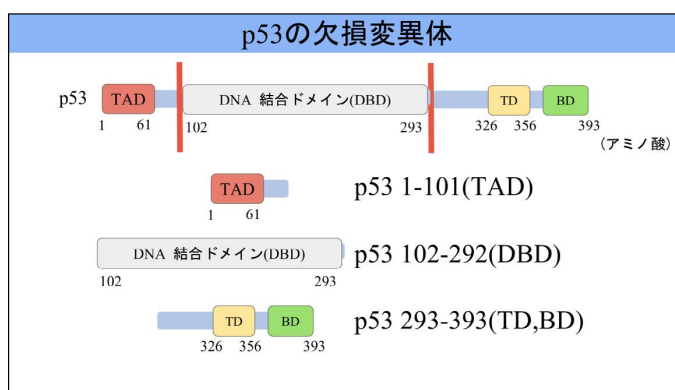 p53の欠損変異体
p53 TAD DNA 結合ドメイン(DBD) TD BD
1 61 102 293 326 356 393
(アミノ酸)
TAD p53 1-101(TAD)
1 61
DNA 結合ドメイン(DBD) p53 102-292(DBD)
102 293
TD BD p53 293-393(TD,BD)
326 356 393